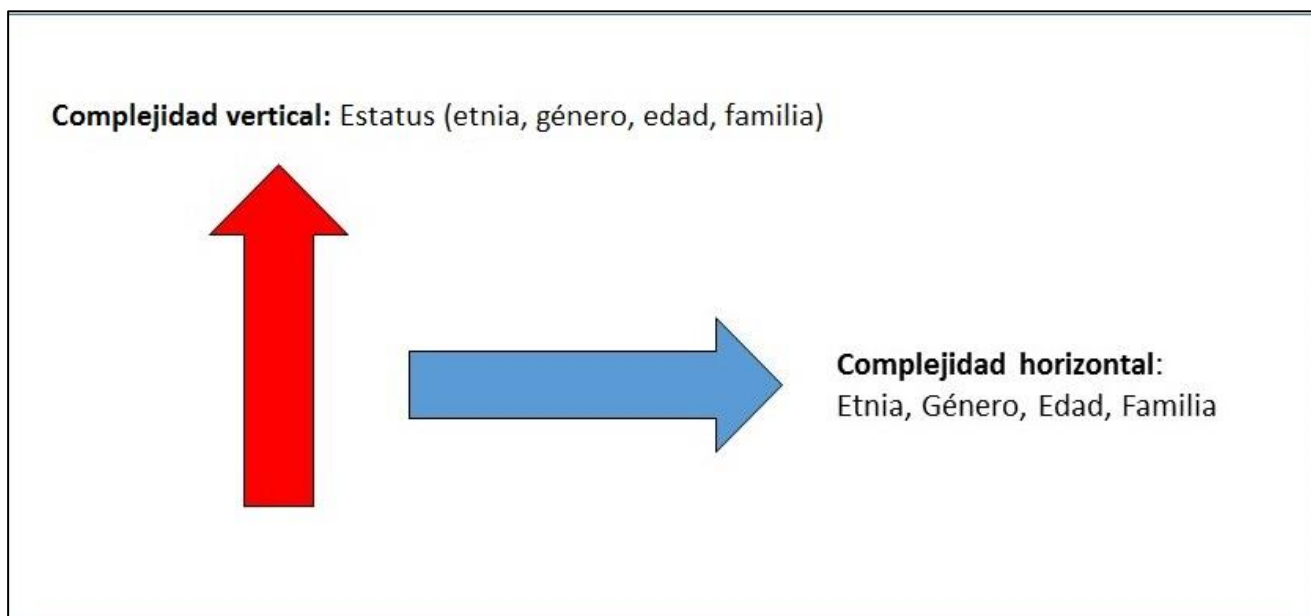 Complejidad vertical: Estatus (etnia, género, edad, familia)
Complejidad horizontal:
Etnia, Género, Edad, Familia